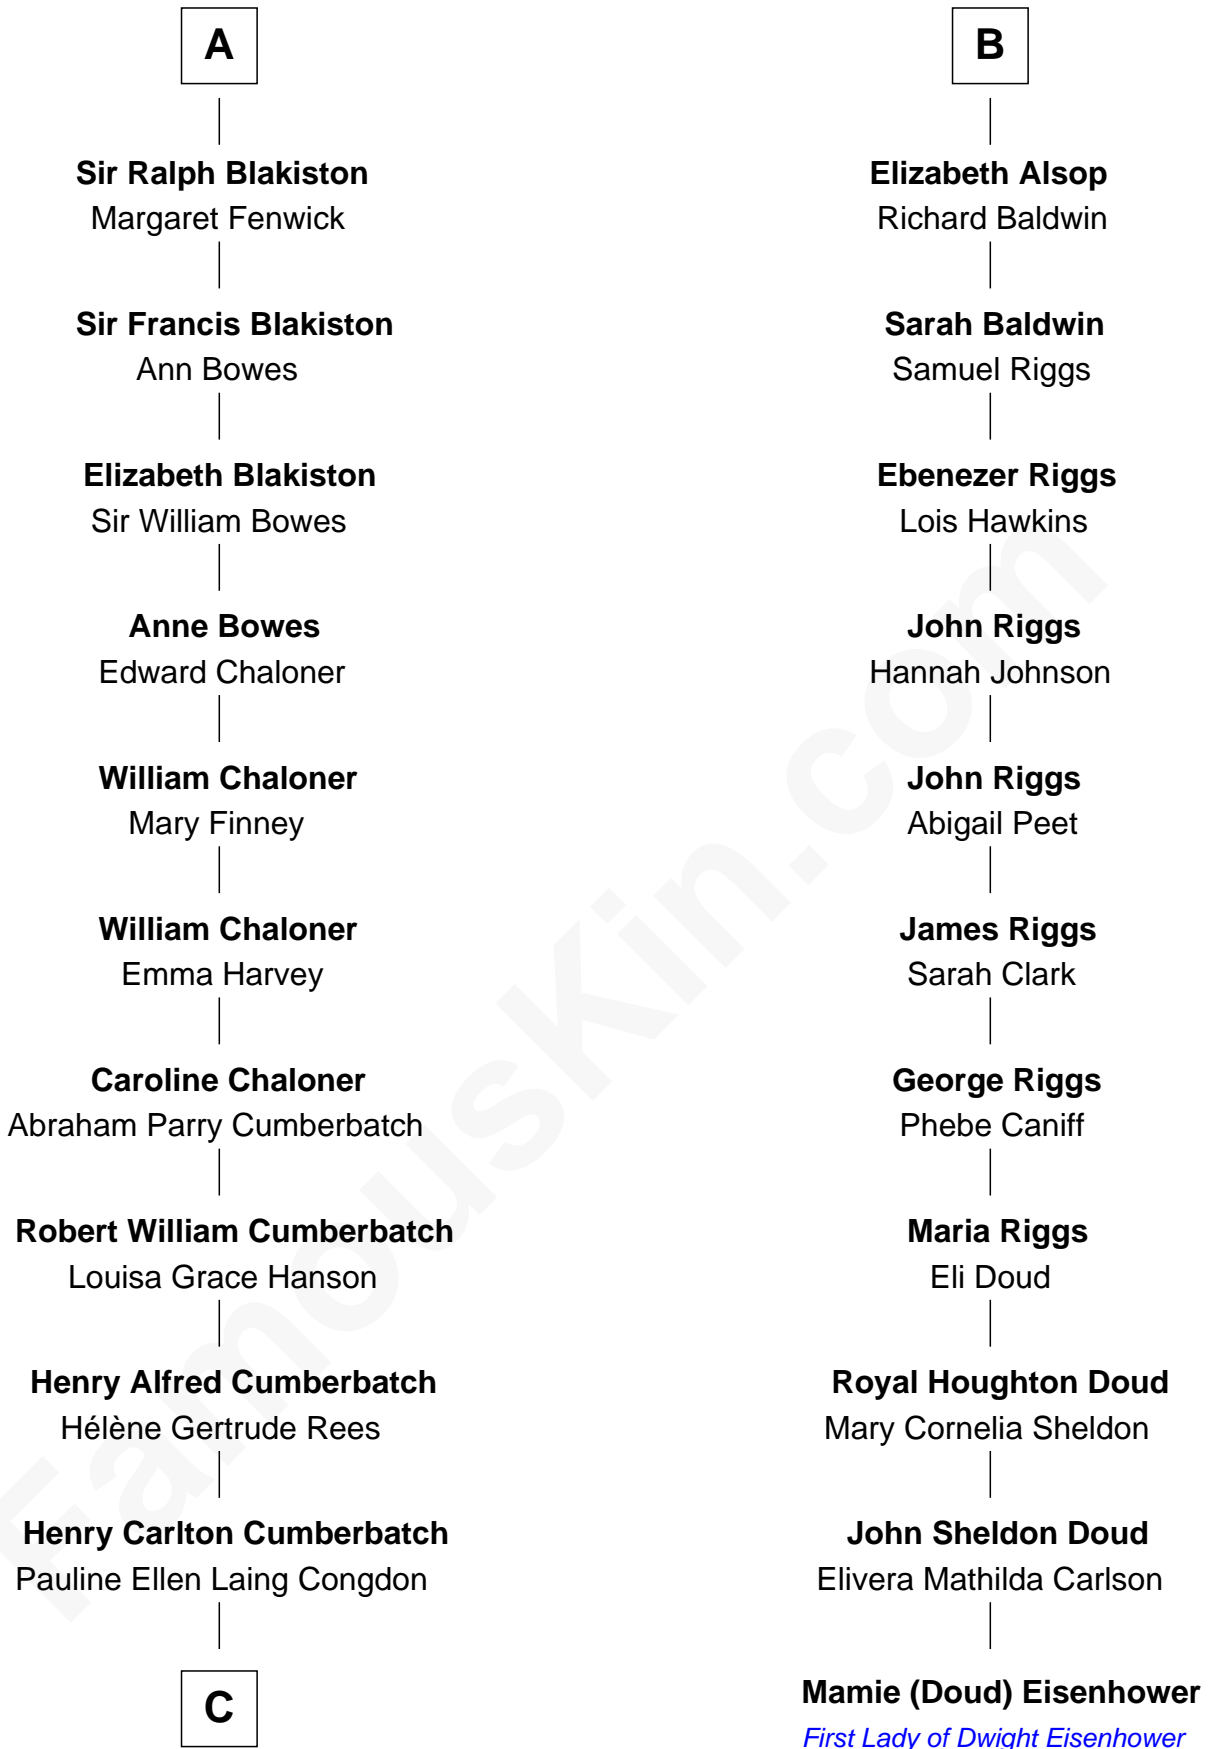 A
Sir Ralph Blakiston
Margaret Fenwick
Sir Francis Blakiston
Ann Bowes
Elizabeth Blakiston
Sir William Bowes
Anne Bowes
Edward Chaloner
William Chaloner
Mary Finney
William Chaloner
Emma Harvey
Caroline Chaloner
Abraham Parry Cumberbatch
Robert William Cumberbatch
Louisa Grace Hanson
Henry Alfred Cumberbatch
Hélène Gertrude Rees
Henry Carlton Cumberbatch
Pauline Ellen Laing Congdon
C
B
Elizabeth Alsop
Richard Baldwin
Sarah Baldwin
Samuel Riggs
Ebenezer Riggs
Lois Hawkins
John Riggs
Hannah Johnson
John Riggs
Abigail Peet
James Riggs
Sarah Clark
George Riggs
Phebe Caniff
Maria Riggs
Eli Doud
Royal Houghton Doud
Mary Cornelia Sheldon
John Sheldon Doud
Elivera Mathilda Carlson
Mamie (Doud) Eisenhower
First Lady of Dwight Eisenhower
FamousKin.com